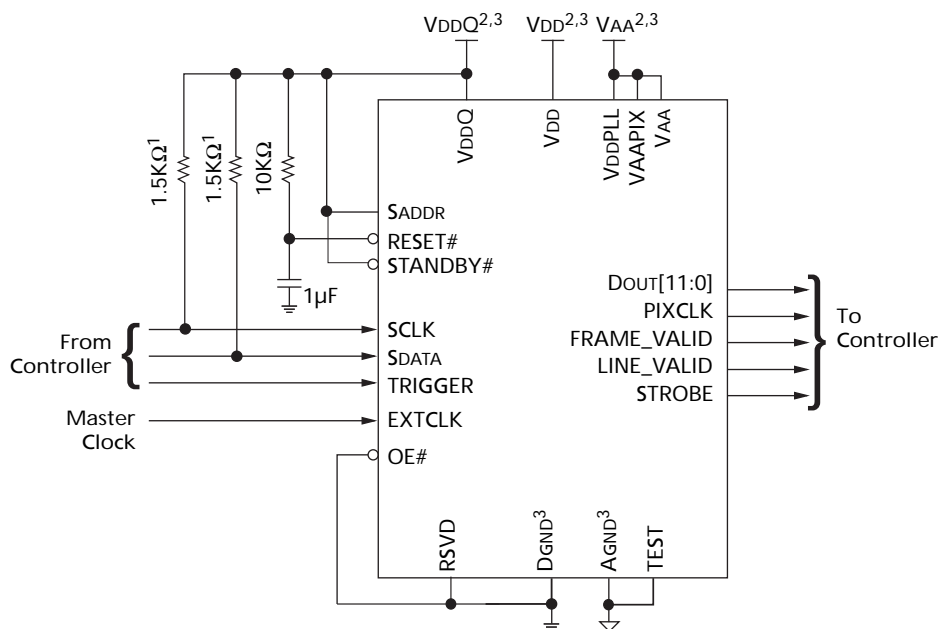 VDDQ2,3
VDD2,3
VAA2,3
1.5KΩ1
1.5KΩ1
10KΩ
VDDQ
VDD
VDDPLL
VAAPIX
VAA
SADDR
RESET#
STANDBY#
1µF
From
Controller
SCLK
SDATA
TRIGGER
Master
Clock
EXTCLK
OE#
DOUT[11:0]
PIXCLK
FRAME_VALID
LINE_VALID
STROBE
To
Controller
RSVD
DGND3
AGND3
TEST